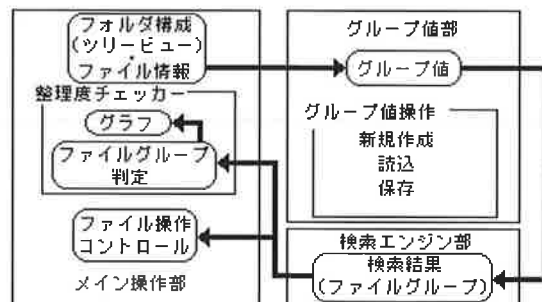 フォルダ構成
(ツリービュー)
・
ファイル情報
整理度チェッカー
グラフ
ファイルグループ
判定
ファイル操作
コントロール
メイン操作部
グループ値部
グループ値
グループ値操作
新規作成
読込
保存
検索エンジン部
検索結果
(ファイルグループ)